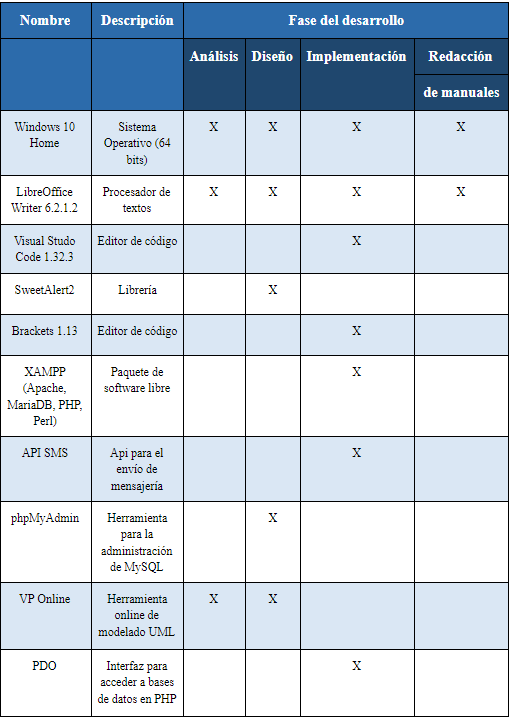 Nombre Descripción Fase del desarrollo
Análisis Diseño Implementación Redacción
de manuales
Windows 10 Sistema X X X X
Home Operativo (64
bits)
LibreOffice Procesador de X X X X
Writer 6.2.1.2 textos
Visual Studo Editor de código X
Code 1.32.3
SweetAlert2 Librería X
Brackets 1.13 Editor de código X
XAMPP Paquete de X
(Apache, software libre
MariaDB, PHP,
Perl)
API SMS Api para el X
envío de
mensajería
phpMyAdmin Herramienta X
para la
administración
de MySQL
VP Online Herramienta X X
online de
modelado UML
PDO Interfaz para X
acceder a bases
de datos en PHP